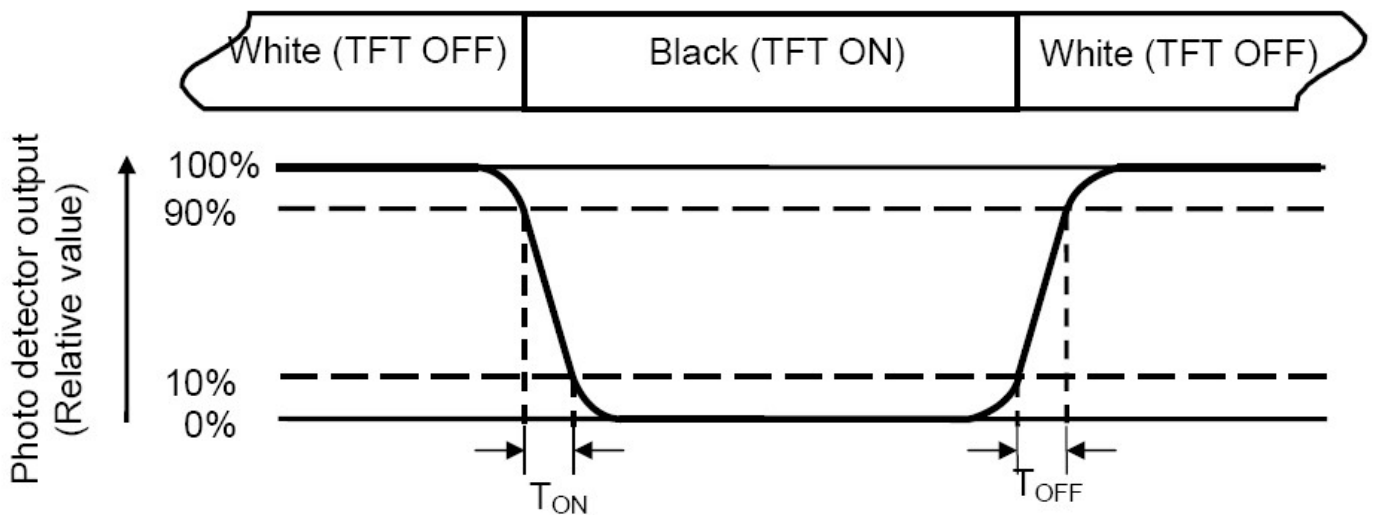 White (TFT OFF)
Black (TFT ON)
White (TFT OFF)
Photo detector output
(Relative value)
100%
90%
10%
0%
TON
TOFF